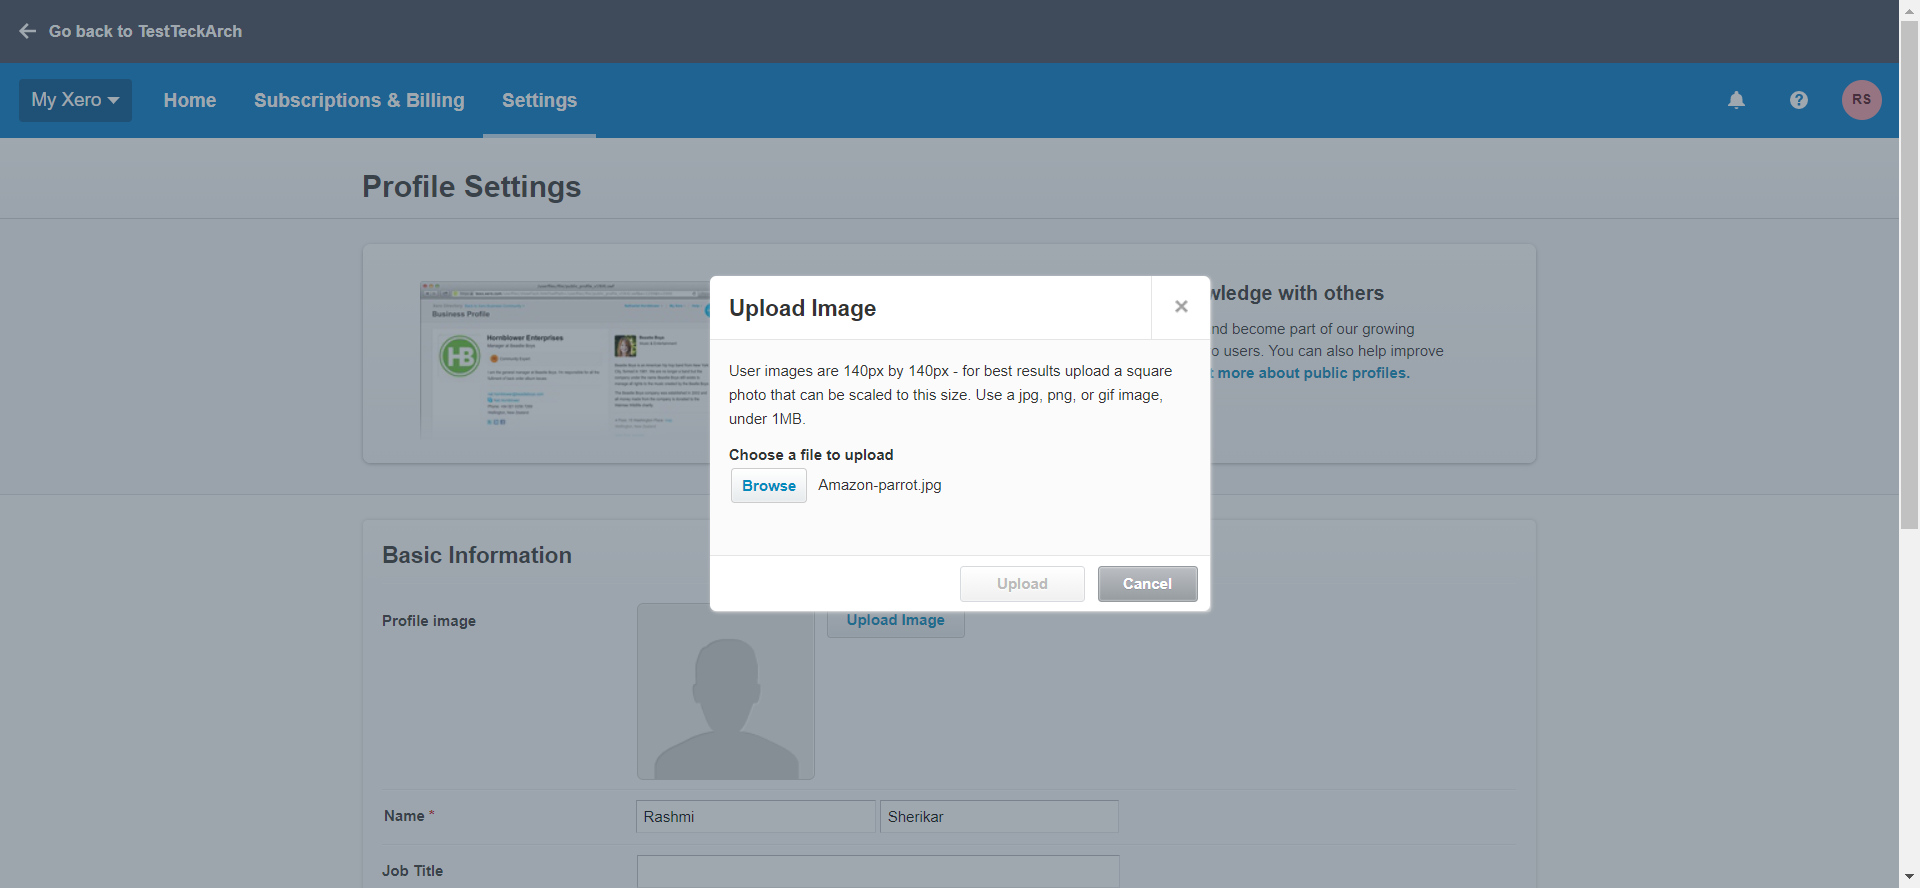 Go back to TestTeckArch
My Xero
Home
Subscriptions & Billing
Settings
RS
Profile Settings
Business Profile
HB
Hornblower Enterprises
wledge with others
nd become part of our growing
o users. You can also help improve
t more about public profiles.
Upload Image
×
User images are 140px by 140px - for best results upload a square
photo that can be scaled to this size. Use a jpg, png, or gif image,
under 1MB.
Choose a file to upload
Browse
Amazon-parrot.jpg
Upload
Cancel
Basic Information
Profile image
Upload Image
Name *
Rashmi
Sherikar
Job Title